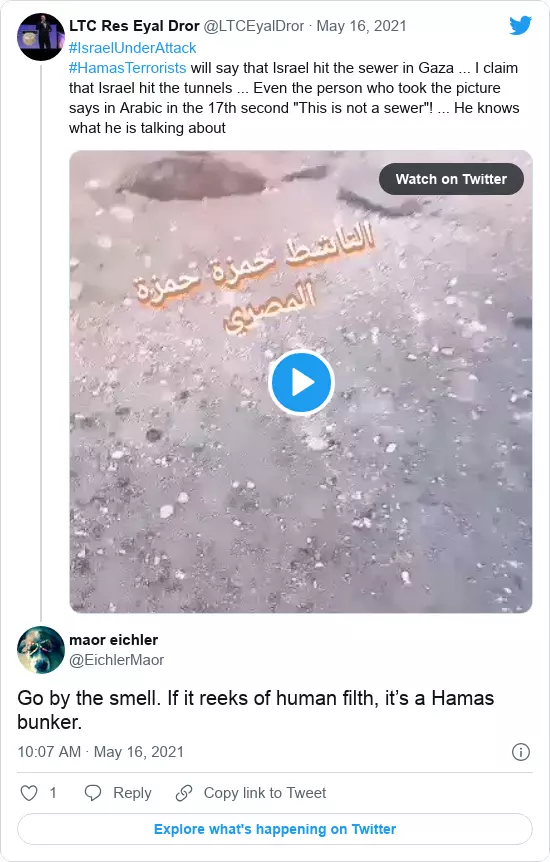 LTC Res Eyal Dror @LTCEyalDror · May 16, 2021
#IsraelUnderAttack
#HamasTerrorists will say that Israel hit the sewer in Gaza ... I claim
that Israel hit the tunnels ... Even the person who took the picture
says in Arabic in the 17th second "This is not a sewer"! ... He knows
what he is talking about
Watch on Twitter
الناشط حمزة حمزة
المصري
maor eichler
@EichlerMaor
Go by the smell. If it reeks of human filth, it’s a Hamas
bunker.
10:07 AM · May 16, 2021
1 Reply Copy link to Tweet
Explore what's happening on Twitter